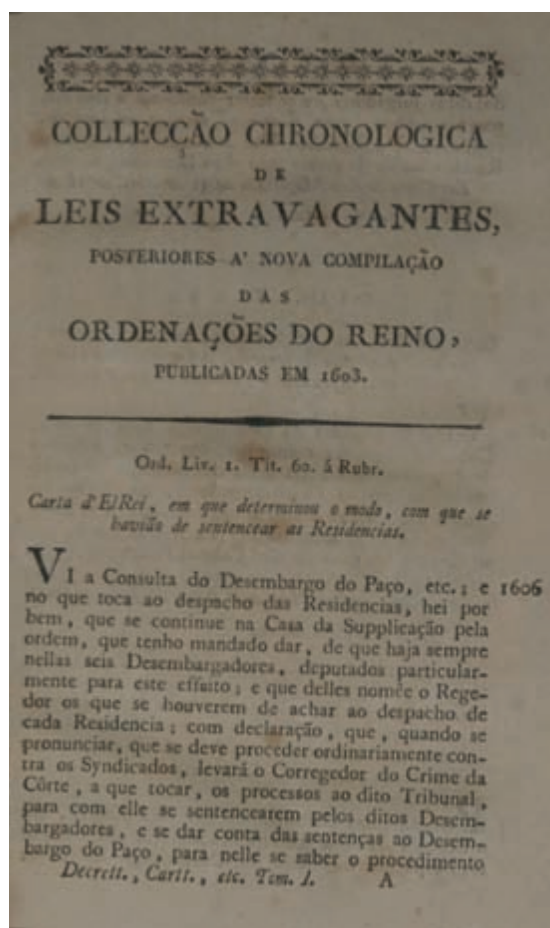 COLLECÇÃO CHRONOLOGICA
DE
LEIS EXTRAVAGANTES,
POSTERIORES A' NOVA COMPILAÇÃO
DAS
ORDENAÇÕES DO REINO,
PUBLICADAS EM 1603.
Ord. Liv. 1. Tit. 60. á Rubr.
Carta d'ElRei, em que determinou o modo, com que se
havião de sentencear as Residencias.
VI a Consulta do Desembargo do Paço, etc.; e 1606
no que toca ao despacho das Residencias, hei por
bem, que se continue na Casa da Supplicação pela
ordem, que tenho mandado dar, de que haja sempre
nellas seis Desembargadores, deputados particular-
mente para este effeito; e que delles nomêe o Rege-
dor os que se houverem de achar ao despacho de
cada Residencia; com declaração, que, quando se
pronunciar, que se deve proceder ordinariamente con-
tra os Syndicados, levará o Corregedor do Crime da
Côrte, a que tocar, os processos ao dito Tribunal,
para com elle se sentencearem pelos ditos Desem-
bargadores, e se dar conta das sentenças ao Desem-
bargo do Paço, para nelle se saber o procedimento
Decrett., Cartt., etc. Tom. I. A